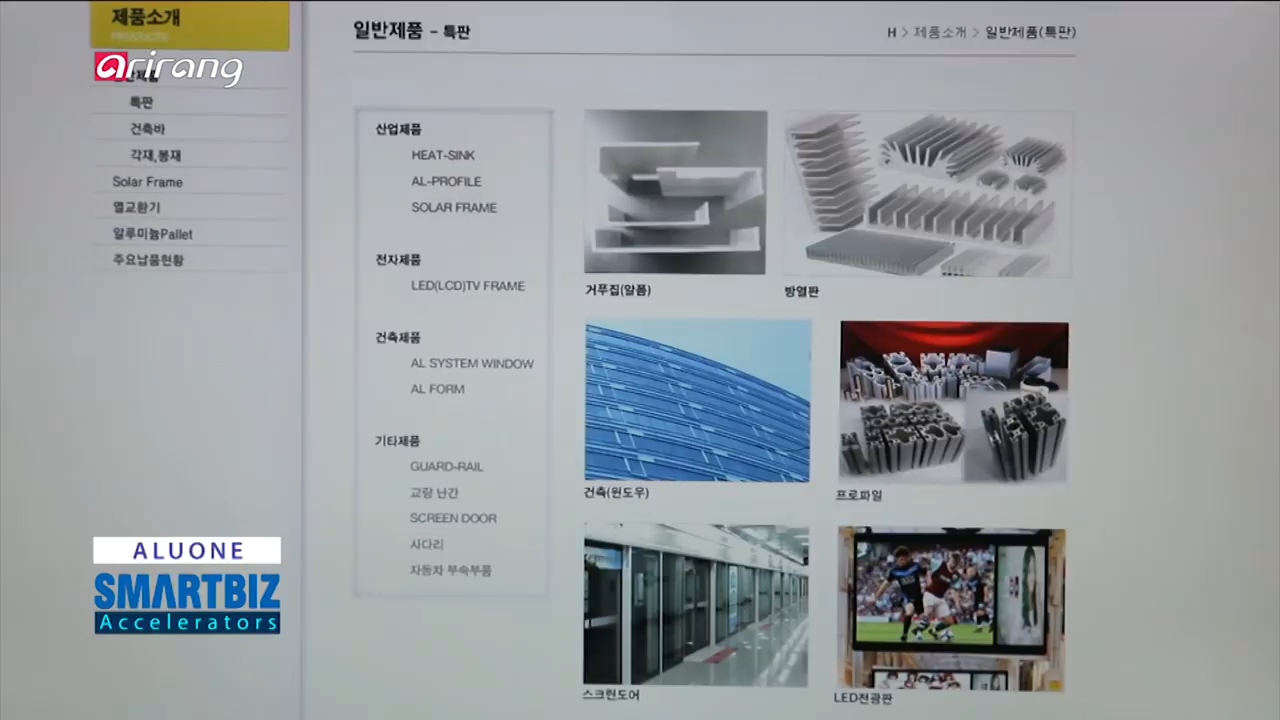 제품소개
PRODUCTS
arirang
특판
건축바
각재,봉재
Solar Frame
열교환기
알루미늄Pallet
주요납품현황
일반제품 - 특판
H > 제품소개 > 일반제품(특판)
산업제품
HEAT-SINK
AL-PROFILE
SOLAR FRAME
전자제품
LED(LCD)TV FRAME
건축제품
AL SYSTEM WINDOW
AL FORM
기타제품
GUARD-RAIL
교량 난간
SCREEN DOOR
사다리
자동차 부속부품
거푸집(알폼)
방열판
건축(윈도우)
프로파일
스크린도어
LED전광판
ALUONE
SMARTBIZ
Accelerators